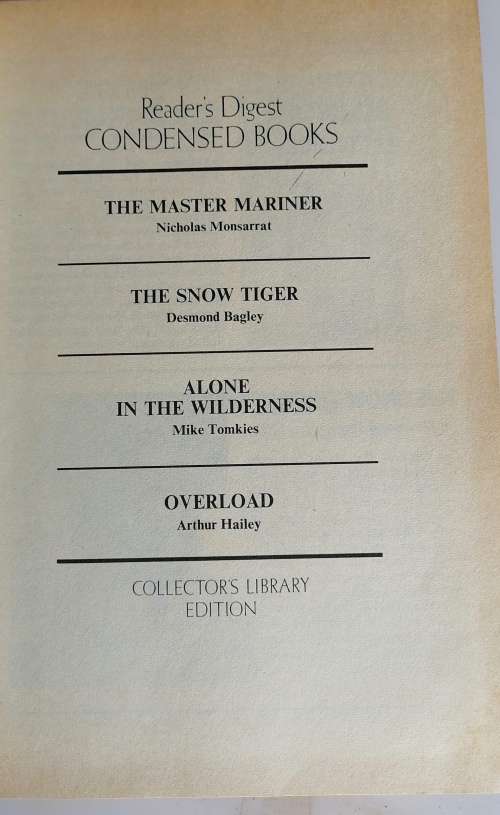 Reader's Digest
CONDENSED BOOKS
THE MASTER MARINER
Nicholas Monsarrat
THE SNOW TIGER
Desmond Bagley
ALONE
IN THE WILDERNESS
Mike Tomkies
OVERLOAD
Arthur Hailey
COLLECTOR'S LIBRARY
EDITION